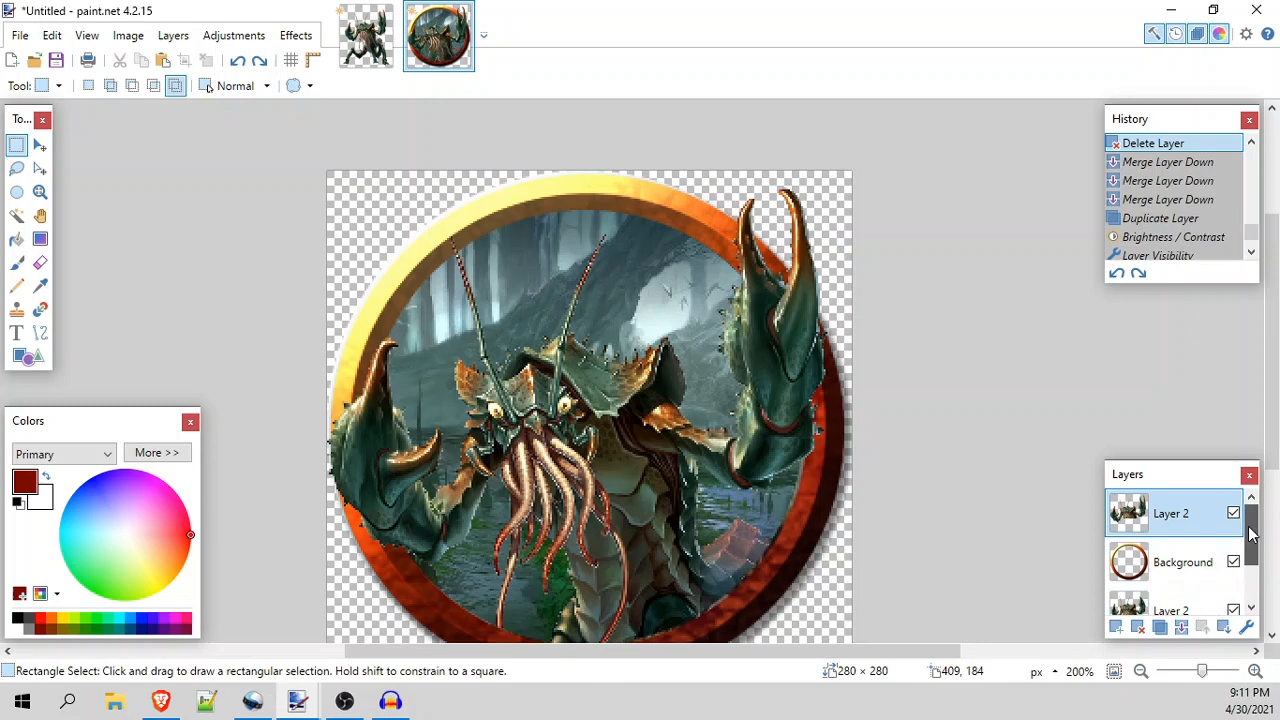 *Untitled - paint.net 4.2.15
File Edit View Image Layers Adjustments Effects
Tool: Normal
To...
History
Delete Layer
Merge Layer Down
Merge Layer Down
Merge Layer Down
Duplicate Layer
Brightness / Contrast
Layer Visibility
Colors
Primary More >>
Layers
Layer 2
Background
Layer 2
Rectangle Select: Click and drag to draw a rectangular selection. Hold shift to constrain to a square. 280 × 280 409, 184 px 200%
9:11 PM
4/30/2021